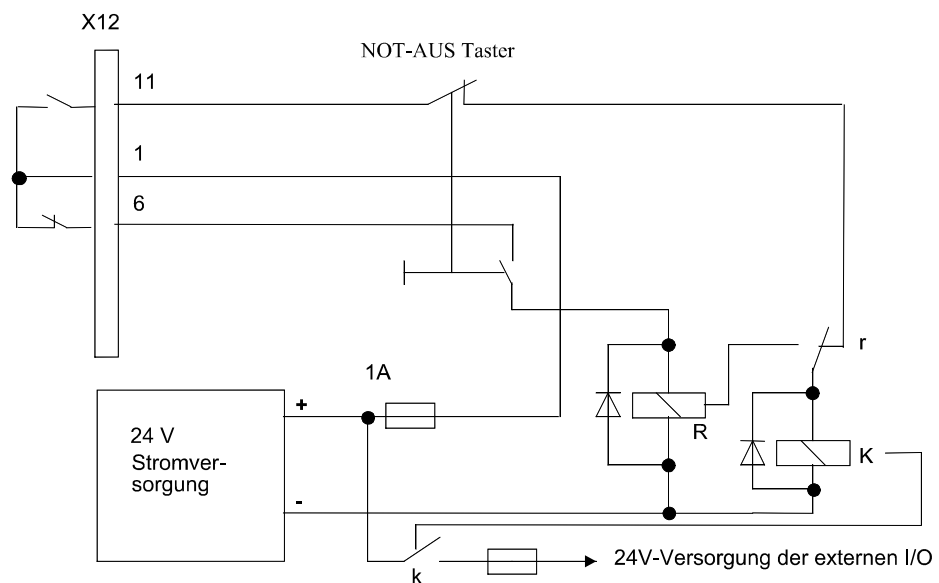 X12
NOT-AUS Taster
11
1
6
r
1A
+
R
24 V
Stromver-
sorgung
K
-
24V-Versorgung der externen I/O
k